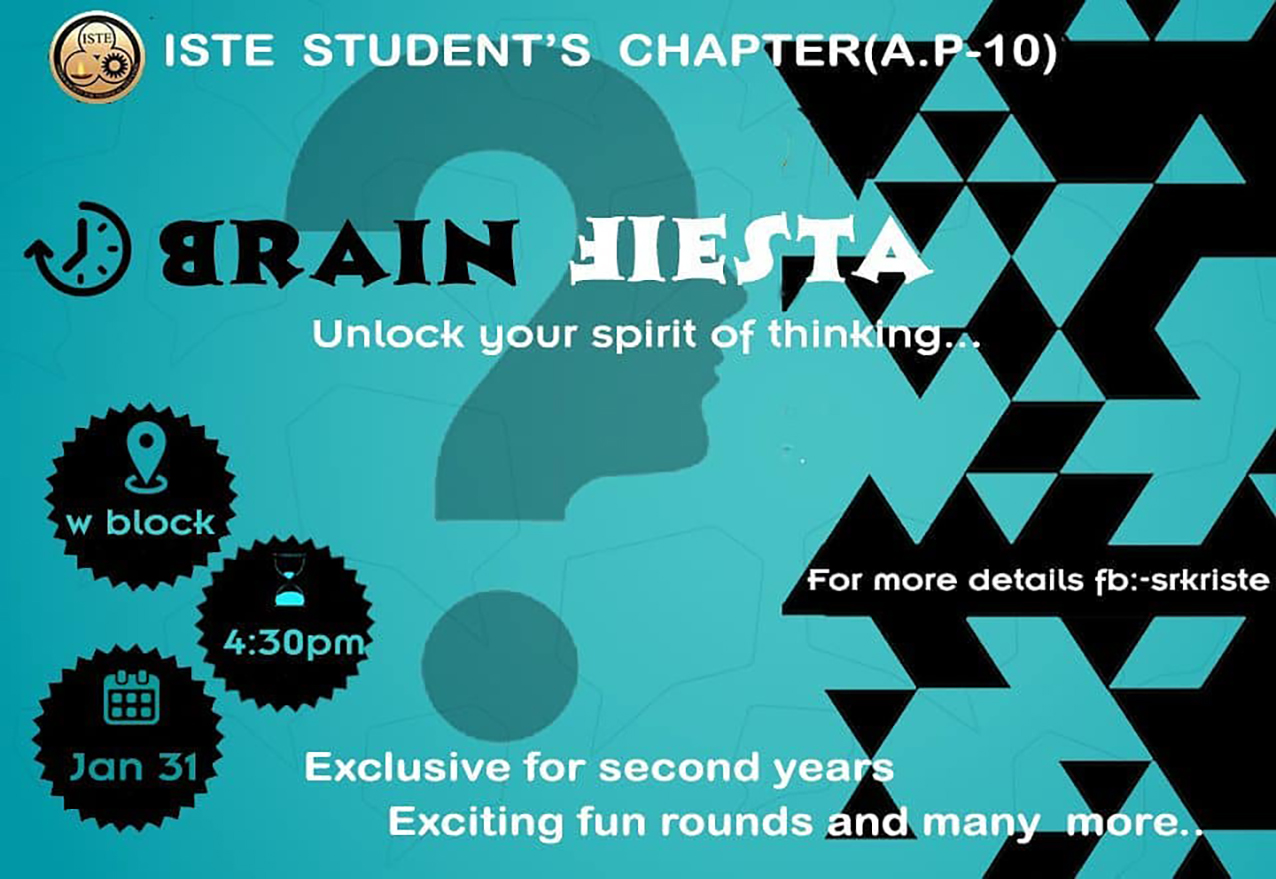 ISTE
ISTE STUDENT'S CHAPTER(A.P-10)
BRAIN FIESTA
Unlock your spirit of thinking...
w block
4:30pm
For more details fb:-srkriste
Jan 31
Exclusive for second years
Exciting fun rounds and many more..